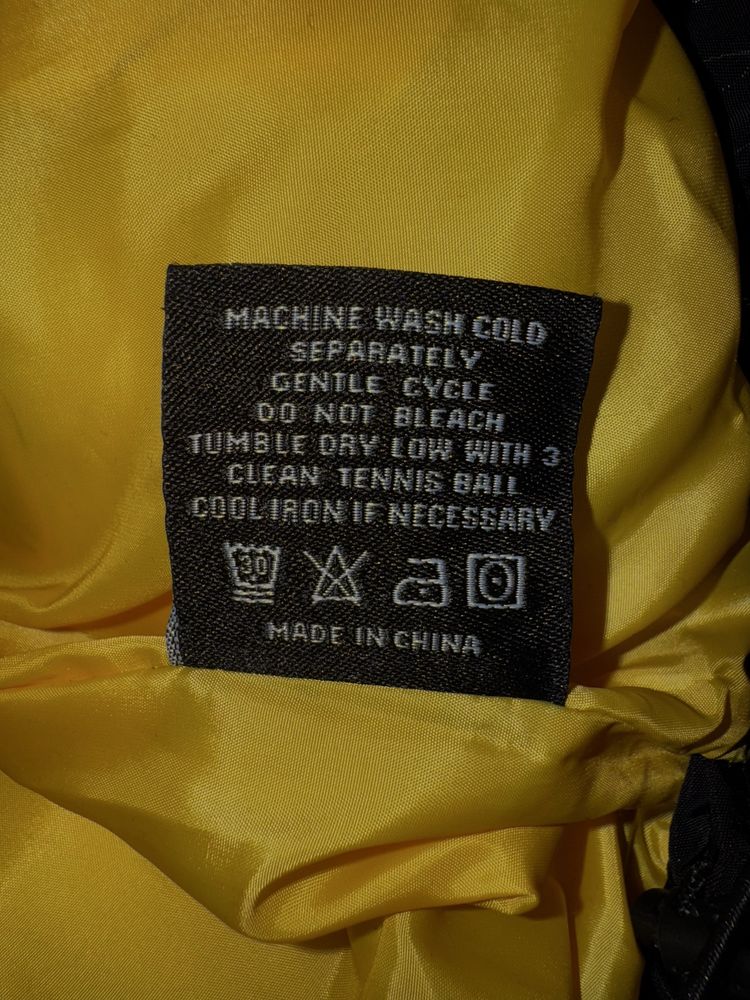 MACHINE WASH COLD
SEPARATELY
GENTLE CYCLE
DO NOT BLEACH
TUMBLE DRY LOW WITH 3
CLEAN TENNIS BALL
COOL IRON IF NECESSARY
30
MADE IN CHINA